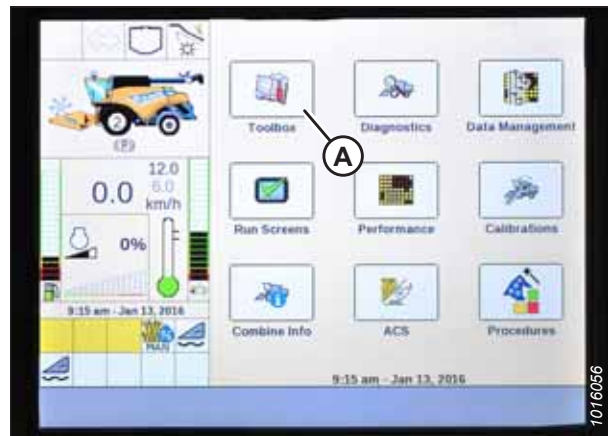 2
(P)
12.0
6.0
0.0
km/h
0%
9:15 am - Jan 13, 2016
MAN
Toolbox
Diagnostics
Data Management
A
Run Screens
Performance
Calibrations
Combine Info
ACS
Procedures
9:15 am - Jan 13, 2016
1016056